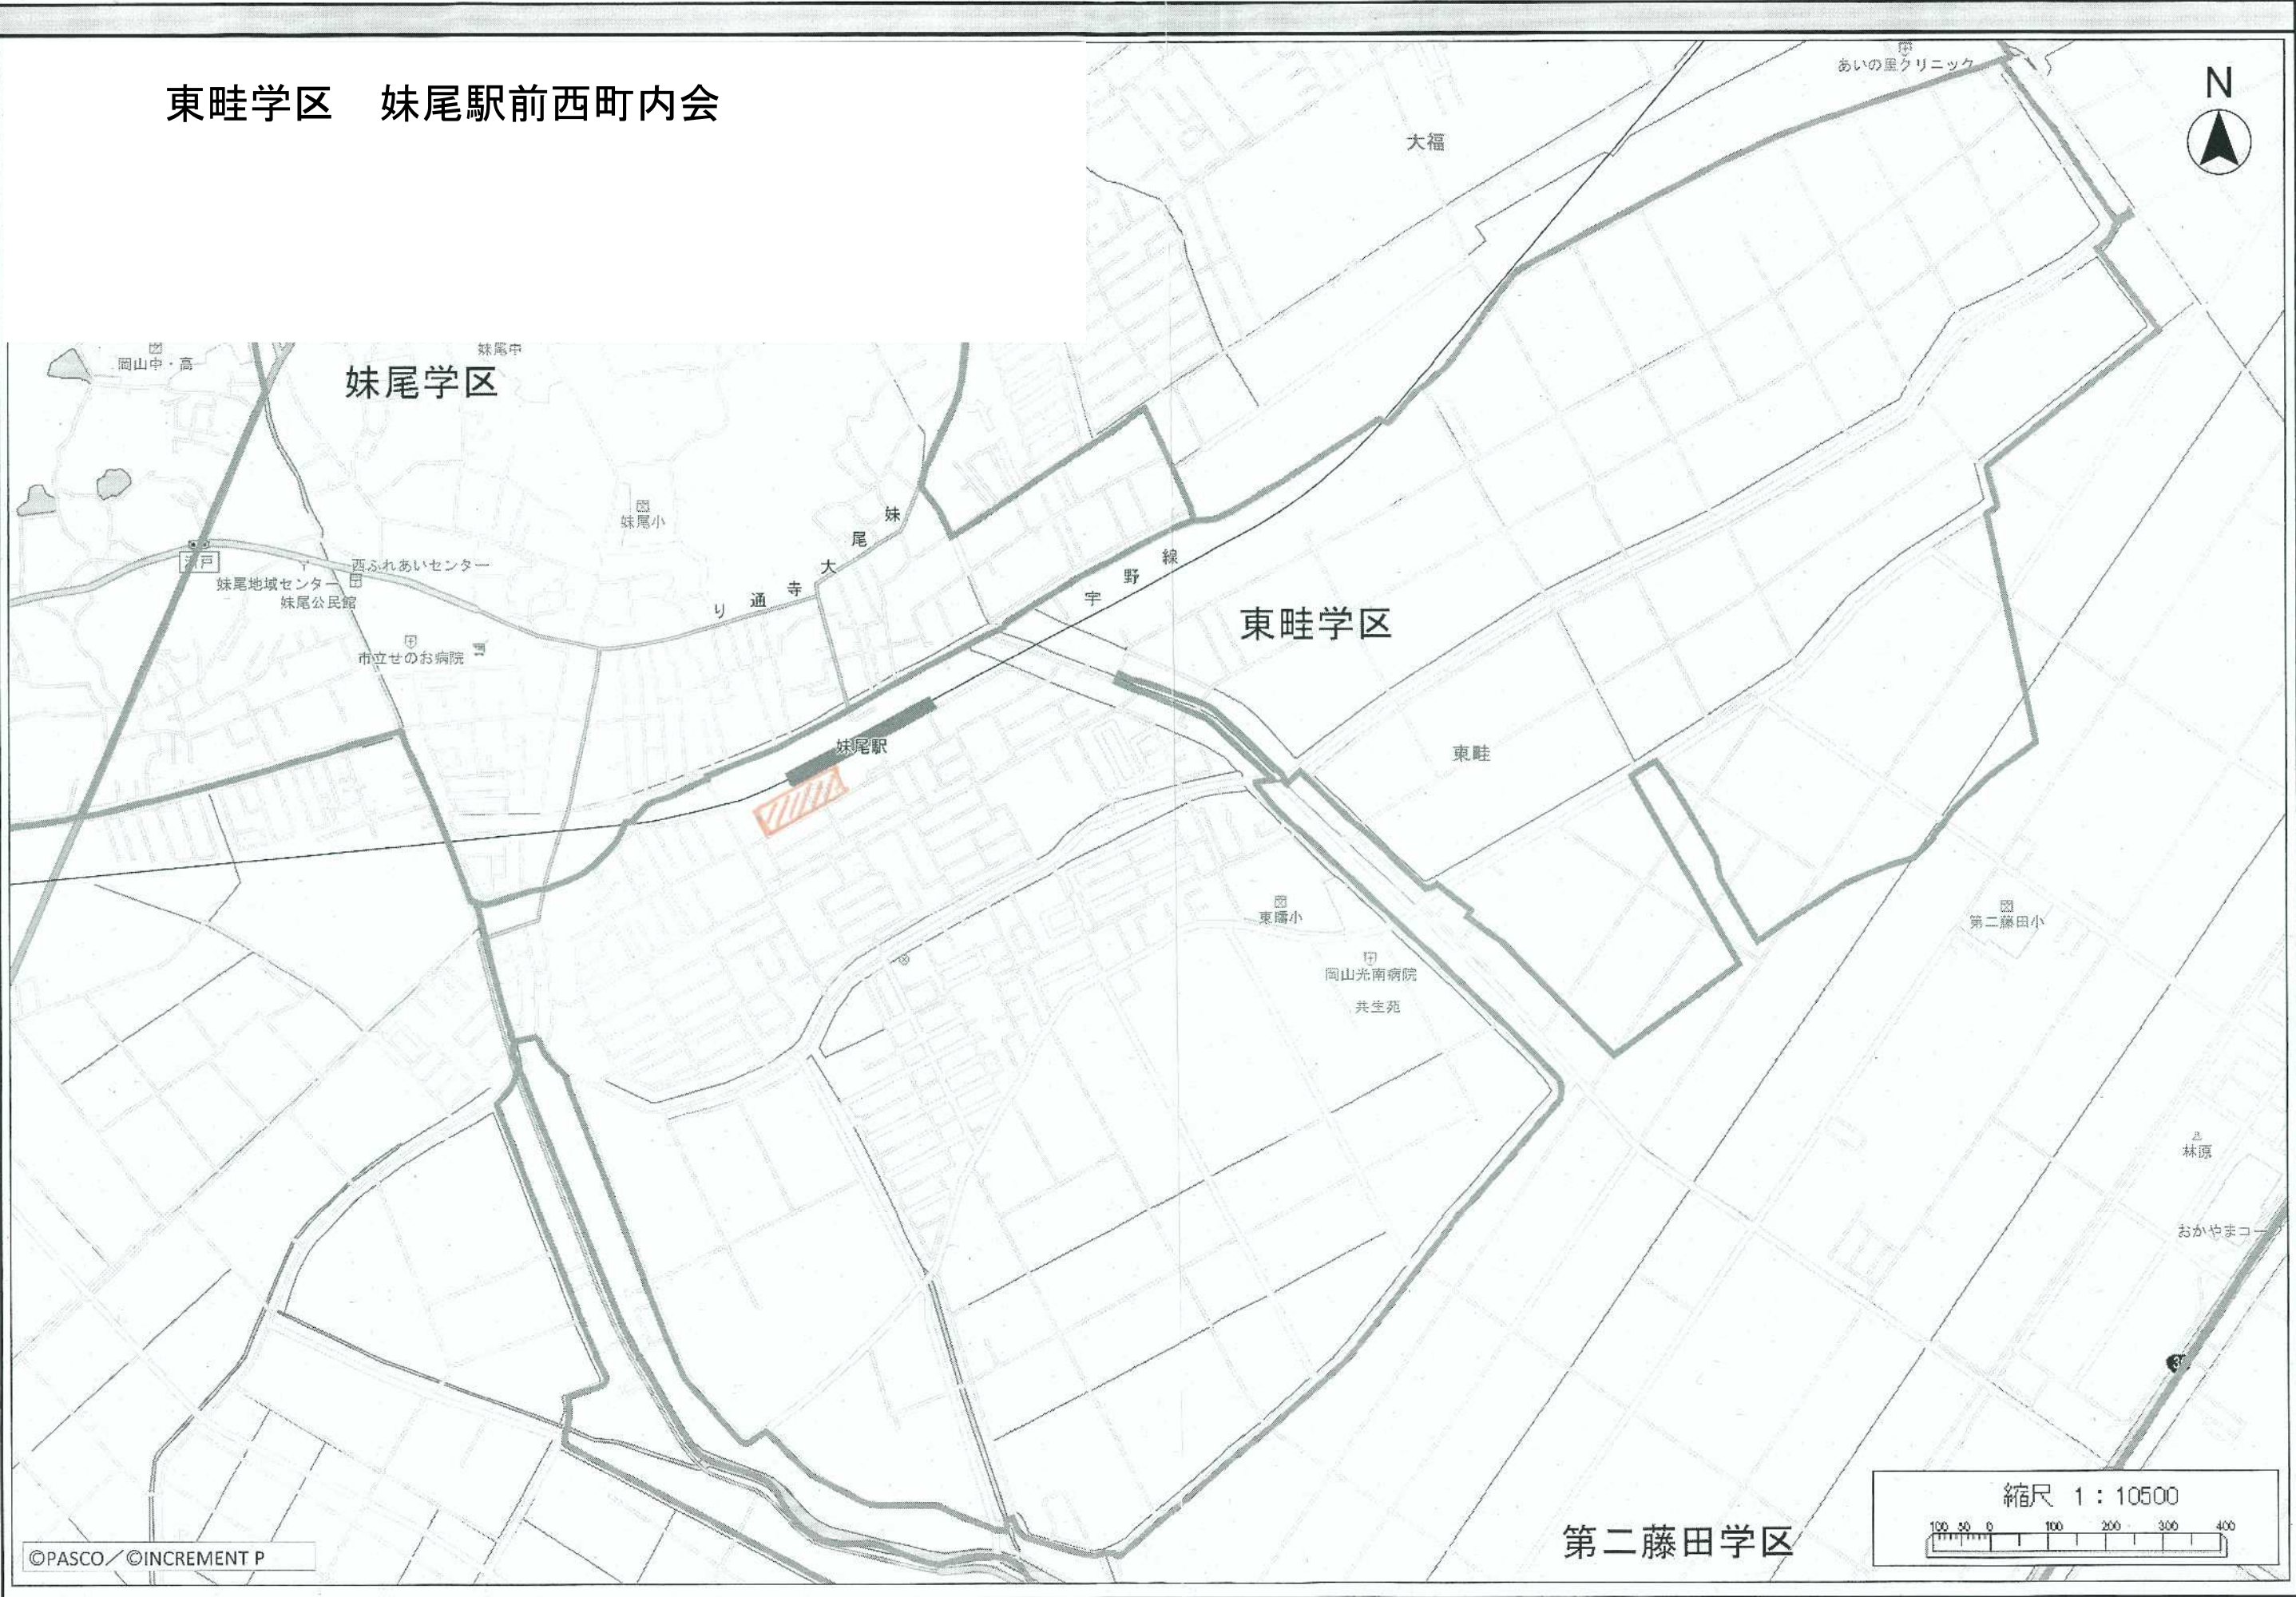 東畦学区　妹尾駅前西町内会
あいの里クリニック
N
大福
岡山中・高
妹尾中
妹尾学区
妹尾小
妹尾大寺通り
西ふれあいセンター
妹尾地域センター
妹尾公民館
市立せのお病院
宇野線
東畦学区
妹尾駅
東畦
東疇小
第二藤田小
岡山光南病院
共生苑
林原
おかやまコー
縮尺 1：10500
100 50 0 100 200 300 400
第二藤田学区
©PASCO／©INCREMENT P